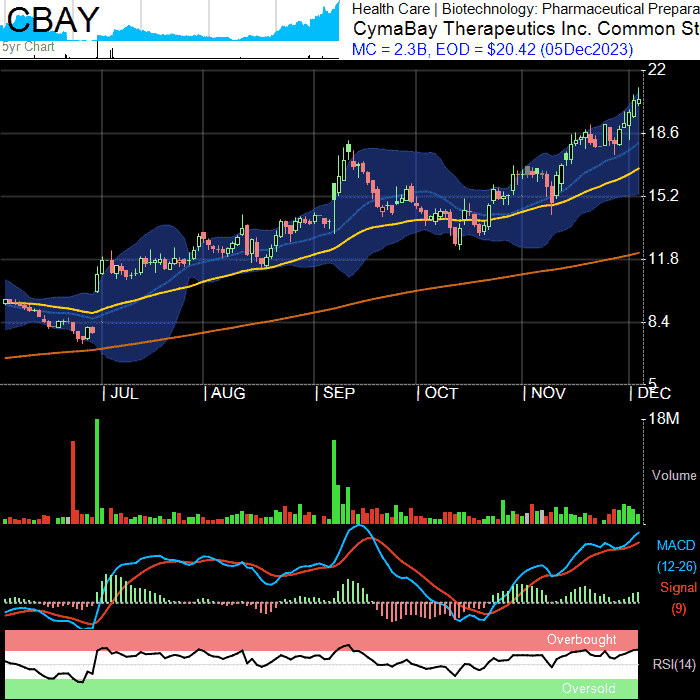 CBAY
5yr Chart
Health Care | Biotechnology: Pharmaceutical Prepara
CymaBay Therapeutics Inc. Common St
MC = 2.3B, EOD = $20.42 (05Dec2023)
22
18.6
15.2
11.8
8.4
5
| JUL | AUG | SEP | OCT | NOV | DEC
18M
Volume
MACD
(12-26)
Signal
(9)
Overbought
RSI(14)
Oversold